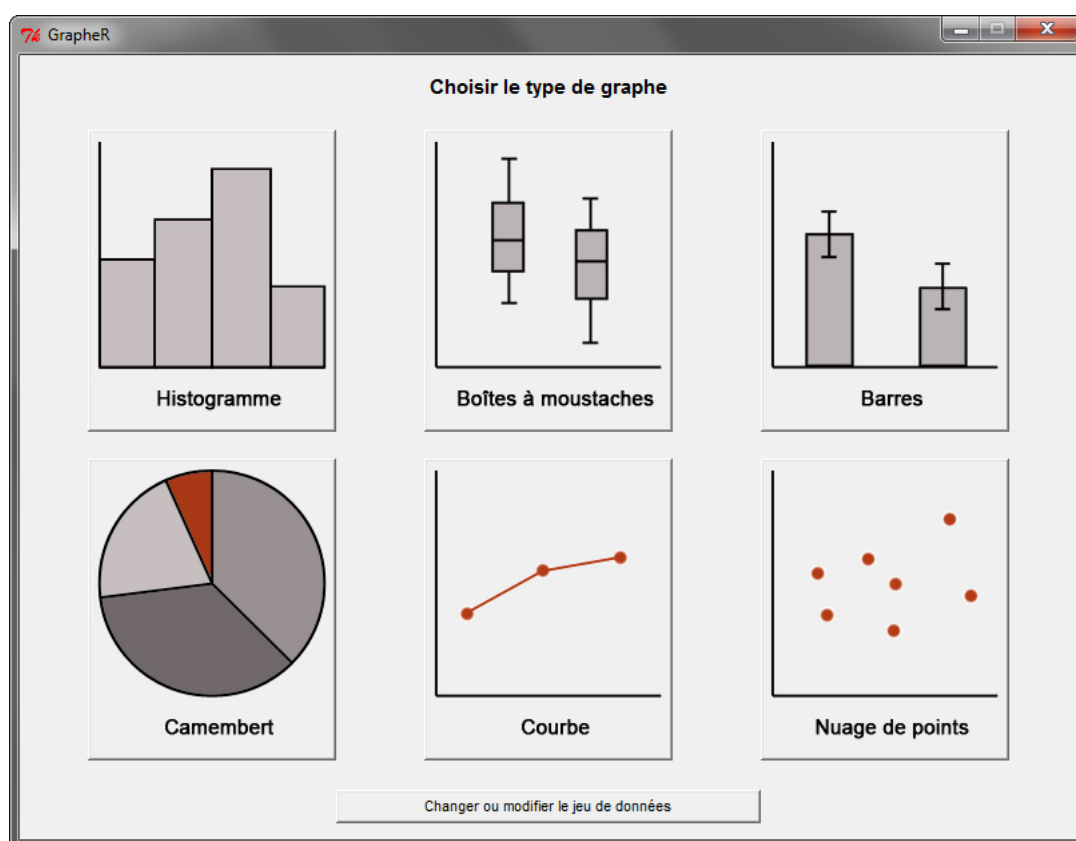 GrapheR
Choisir le type de graphe
Histogramme
Boîtes à moustaches
Barres
Camembert
Courbe
Nuage de points
Changer ou modifier le jeu de données